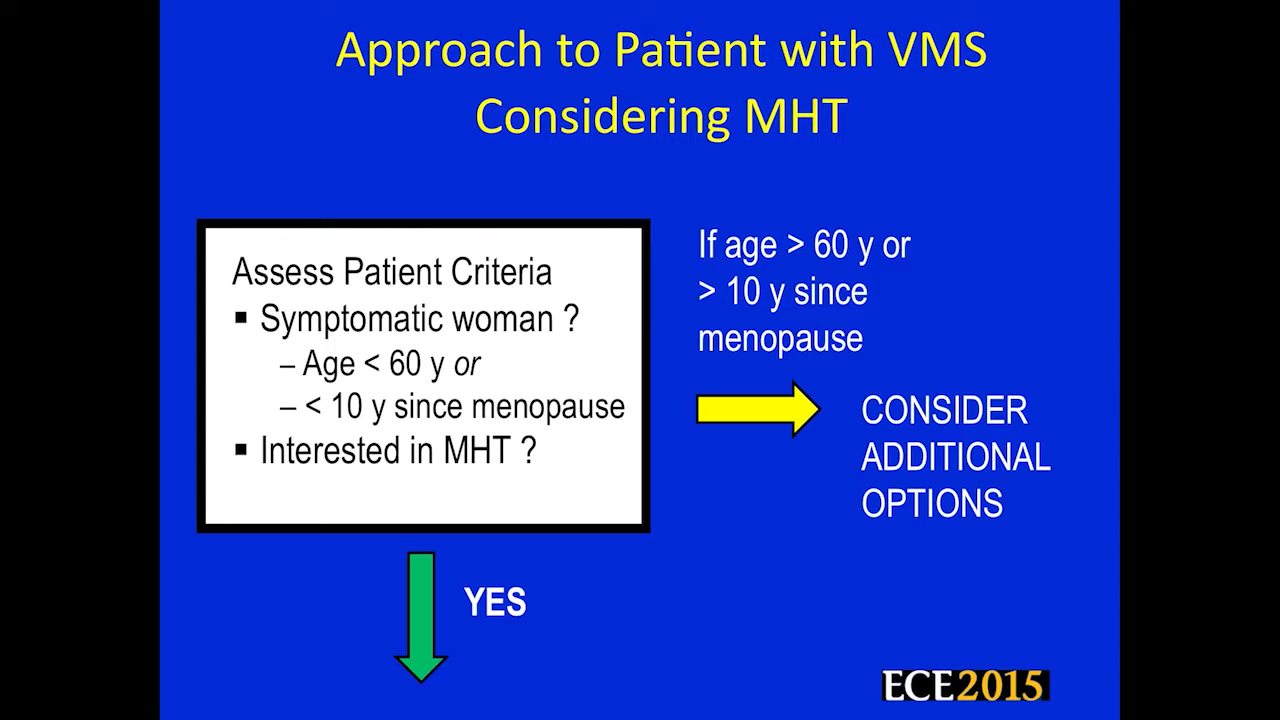 Approach to Patient with VMS
Considering MHT
Assess Patient Criteria
▪ Symptomatic woman ?
– Age < 60 y or
– < 10 y since menopause
▪ Interested in MHT ?
If age > 60 y or
> 10 y since
menopause
CONSIDER
ADDITIONAL
OPTIONS
YES
ECE2015